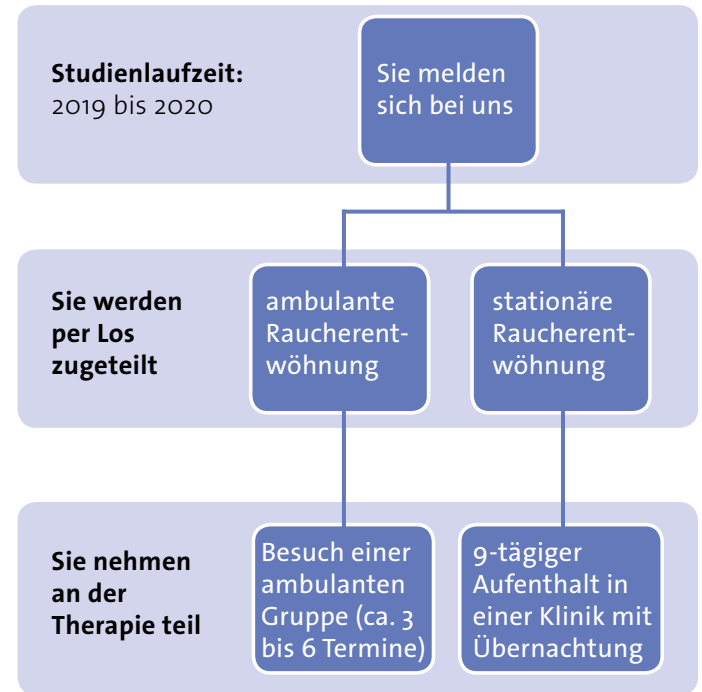 Studienlaufzeit:
2019 bis 2020
Sie melden
sich bei uns
Sie werden
per Los
zugeteilt
ambulante
Raucherent-
wöhnung
stationäre
Raucherent-
wöhnung
Sie nehmen
an der
Therapie teil
Besuch einer
ambulanten
Gruppe (ca. 3
bis 6 Termine)
9-tägiger
Aufenthalt in
einer Klinik mit
Übernachtung